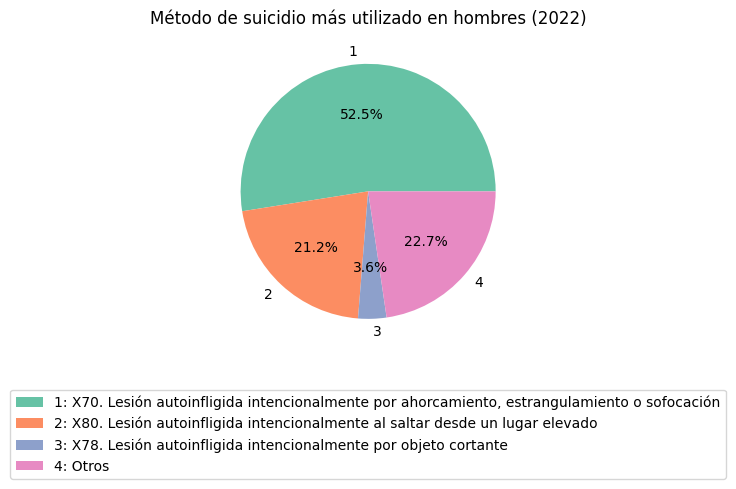 Método de suicidio más utilizado en hombres (2022)
1
52.5%
21.2%
22.7%
3.6%
2
4
3
1: X70. Lesión autoinfligida intencionalmente por ahorcamiento, estrangulamiento o sofocación
2: X80. Lesión autoinfligida intencionalmente al saltar desde un lugar elevado
3: X78. Lesión autoinfligida intencionalmente por objeto cortante
4: Otros